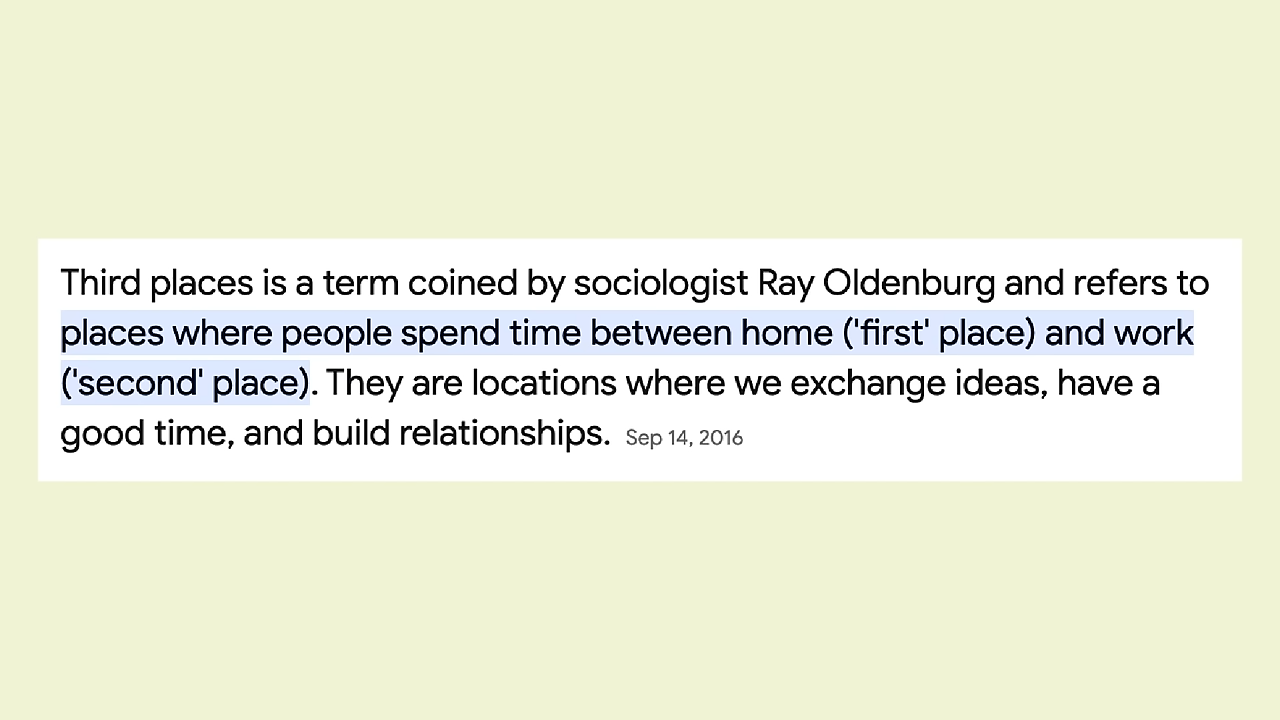 Third places is a term coined by sociologist Ray Oldenburg and refers to
places where people spend time between home ('first' place) and work
('second' place). They are locations where we exchange ideas, have a
good time, and build relationships. Sep 14, 2016